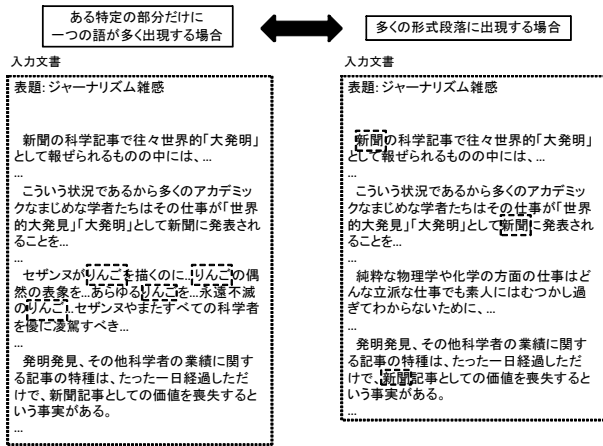 ある特定の部分だけに
一つの語が多く出現する場合
多くの形式段落に出現する場合
入力文書
表題: ジャーナリズム雑感
新聞の科学記事で往々世界的「大発明」
として報ぜられるものの中には、...
...
こういう状況であるから多くのアカデミッ
クなまじめな学者たちはその仕事が「世界
的大発見」「大発明」として新聞に発表され
ることを...
...
セザンヌがりんごを描くのに...りんごの偶
然の表象を...あらゆるりんごを...永遠不滅
のりんご...セザンヌやまたすべての科学者
を優に凌駕すべき...
...
発明発見、その他科学者の業績に関す
る記事の特種は、たった一日経過しただ
けで、新聞記事としての価値を喪失すると
いう事実がある。
...
入力文書
表題: ジャーナリズム雑感
新聞の科学記事で往々世界的「大発明」
として報ぜられるものの中には、...
...
こういう状況であるから多くのアカデミッ
クなまじめな学者たちはその仕事が「世界
的大発見」「大発明」として新聞に発表され
ることを...
...
純粋な物理学や化学の方面の仕事はど
んな立派な仕事でも素人にはむつかし過
ぎてわからないために、...
...
発明発見、その他科学者の業績に関す
る記事の特種は、たった一日経過しただ
けで、新聞記事としての価値を喪失すると
いう事実がある。
...